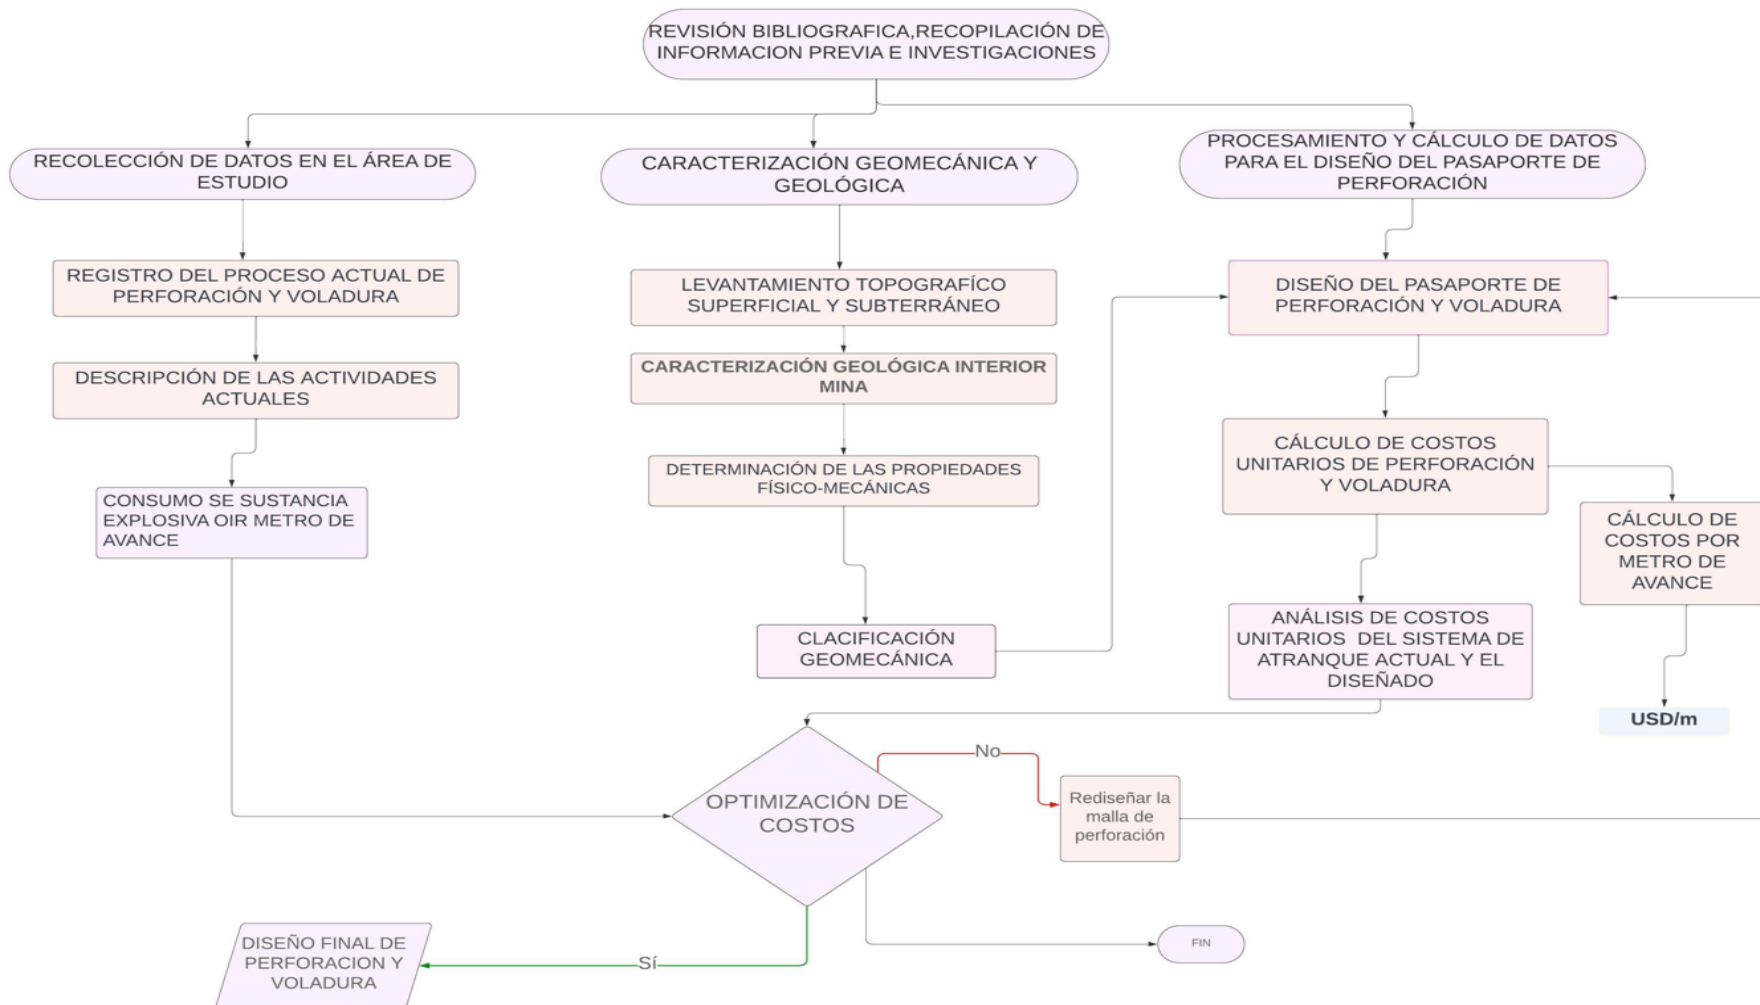 REVISIÓN BIBLIOGRAFICA,RECOPILACIÓN DE
INFORMACION PREVIA E INVESTIGACIONES
RECOLECCIÓN DE DATOS EN EL ÁREA DE
ESTUDIO
REGISTRO DEL PROCESO ACTUAL DE
PERFORACIÓN Y VOLADURA
DESCRIPCIÓN DE LAS ACTIVIDADES
ACTUALES
CONSUMO SE SUSTANCIA
EXPLOSIVA OIR METRO DE
AVANCE
CARACTERIZACIÓN GEOMECÁNICA Y
GEOLÓGICA
LEVANTAMIENTO TOPOGRAFÍCO
SUPERFICIAL Y SUBTERRÁNEO
CARACTERIZACIÓN GEOLÓGICA INTERIOR
MINA
DETERMINACIÓN DE LAS PROPIEDADES
FÍSICO-MECÁNICAS
CLACIFICACIÓN
GEOMECÁNICA
PROCESAMIENTO Y CÁLCULO DE DATOS
PARA EL DISEÑO DEL PASAPORTE DE
PERFORACIÓN
DISEÑO DEL PASAPORTE DE
PERFORACIÓN Y VOLADURA
CÁLCULO DE COSTOS
UNITARIOS DE PERFORACIÓN
Y VOLADURA
CÁLCULO DE
COSTOS POR
METRO DE
AVANCE
USD/m
ANÁLISIS DE COSTOS
UNITARIOS DEL SISTEMA DE
ATRANQUE ACTUAL Y EL
DISEÑADO
OPTIMIZACIÓN DE
COSTOS
No
Rediseñar la
malla de
perforación
FIN
Sí
DISEÑO FINAL DE
PERFORACION Y
VOLADURA